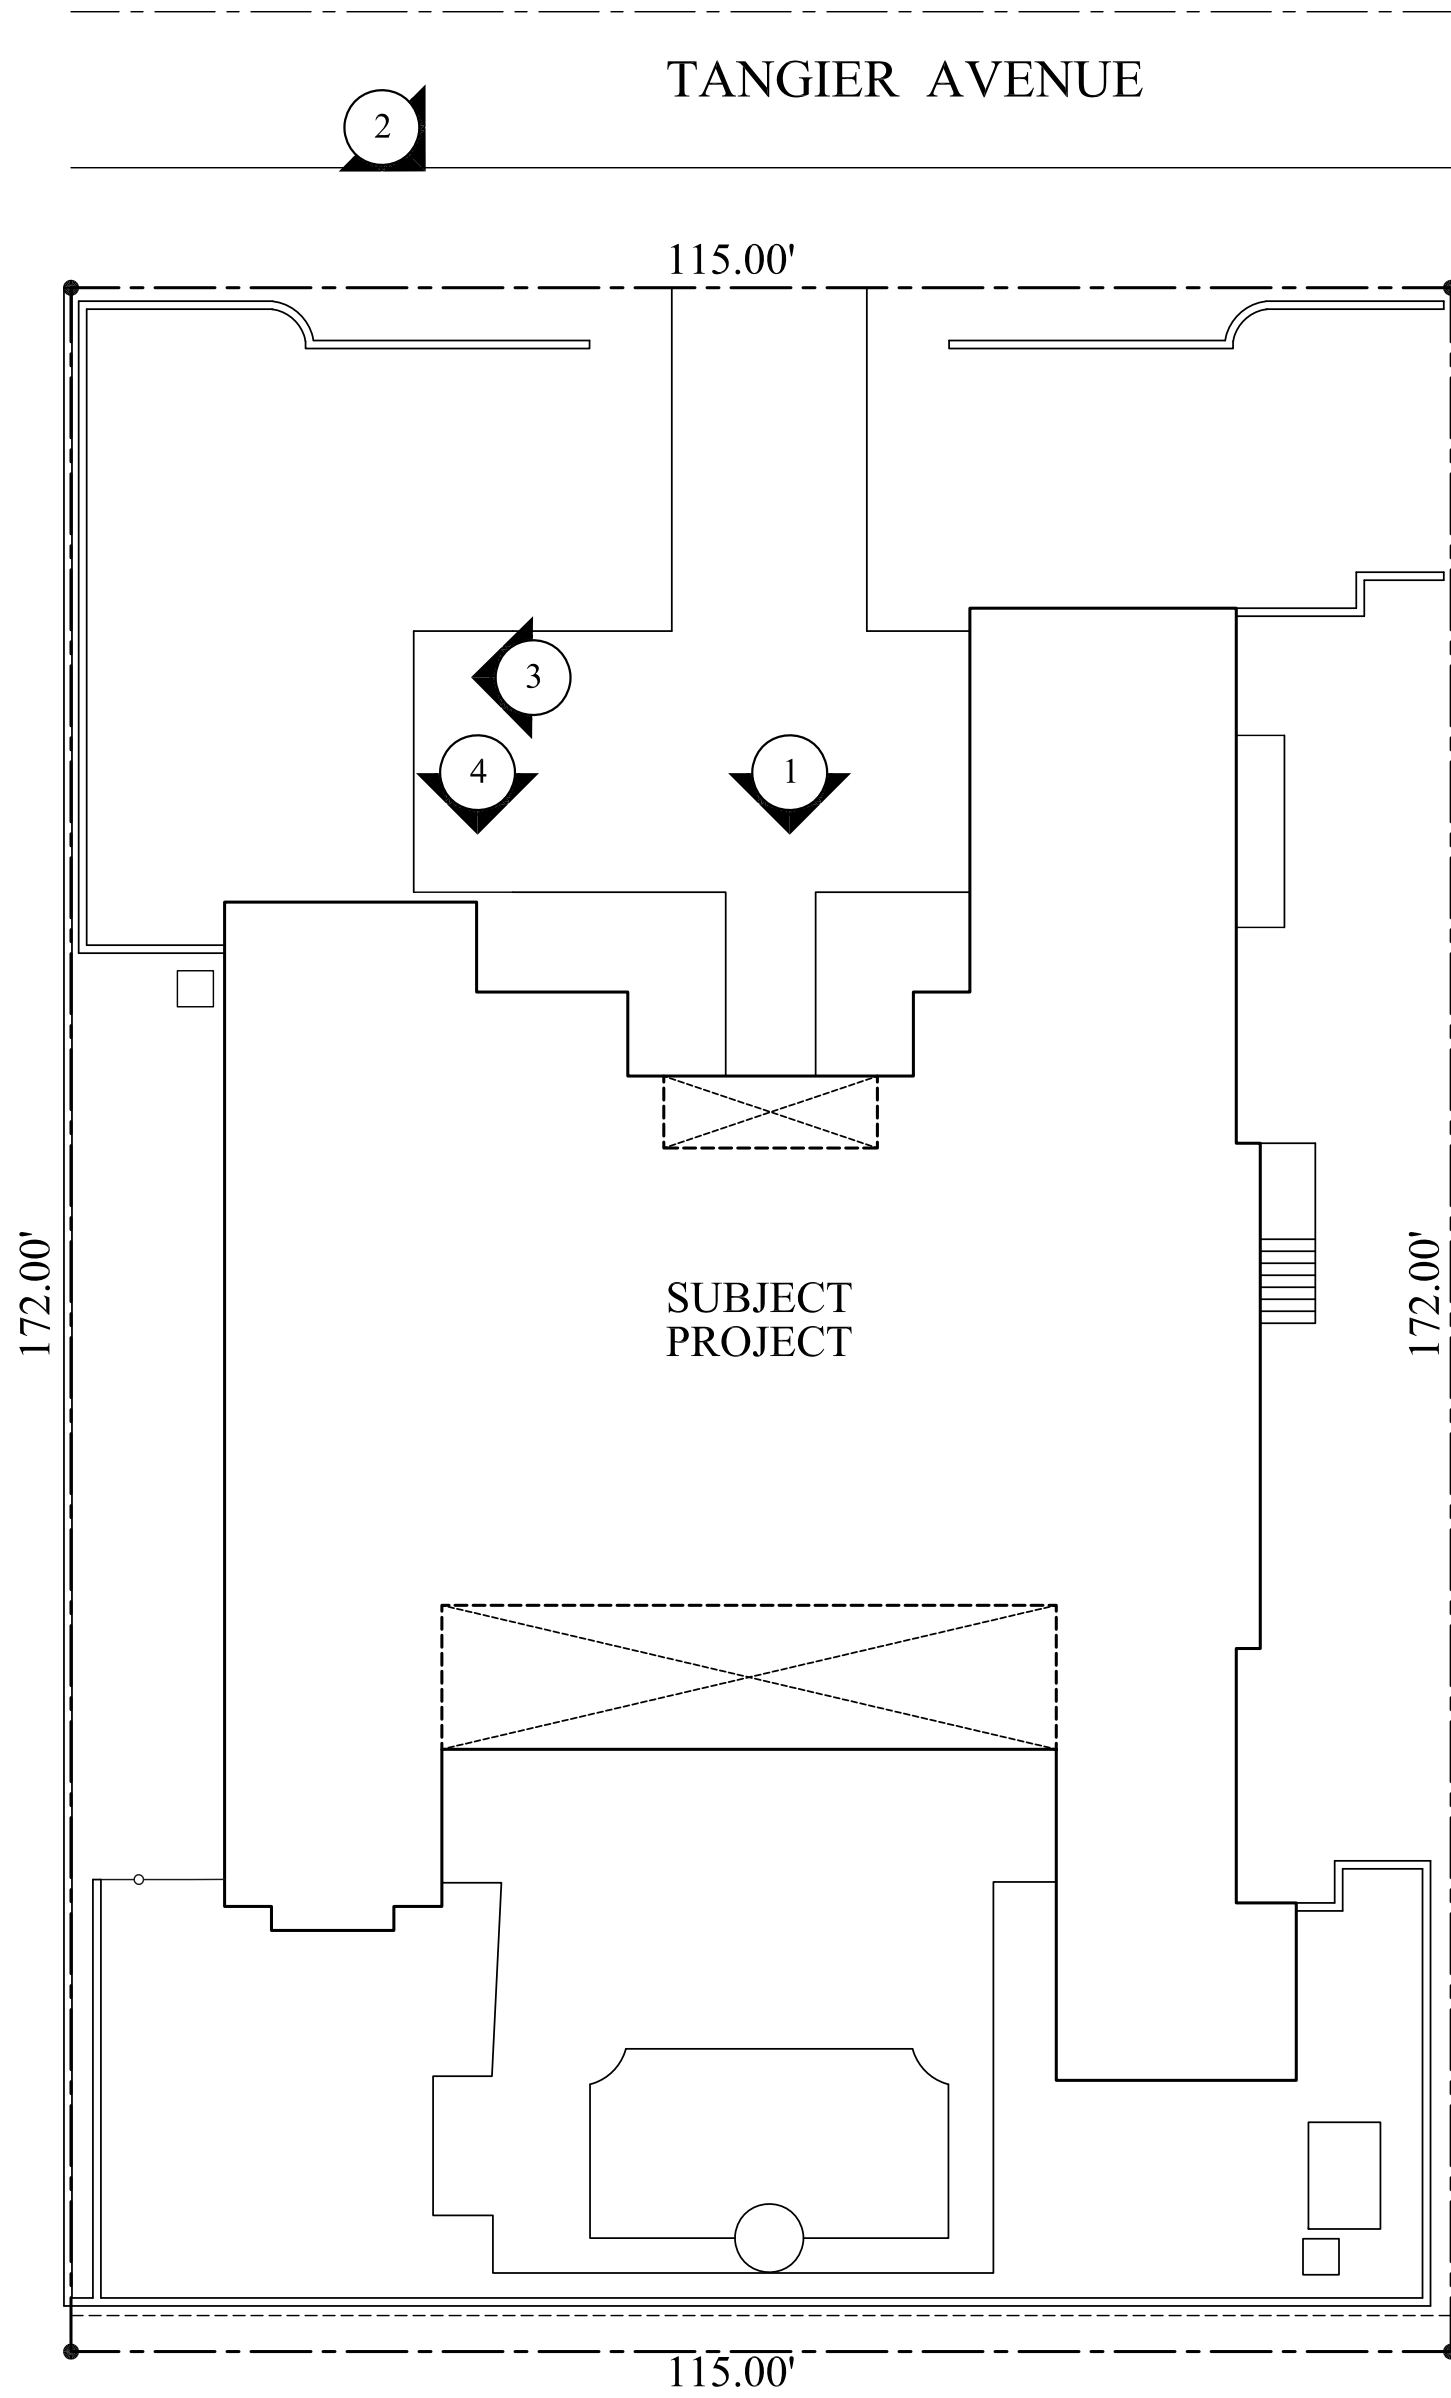 TANGIER AVENUE
2
115.00'
3
4
1
172.00'
172.00'
SUBJECT
PROJECT
115.00'